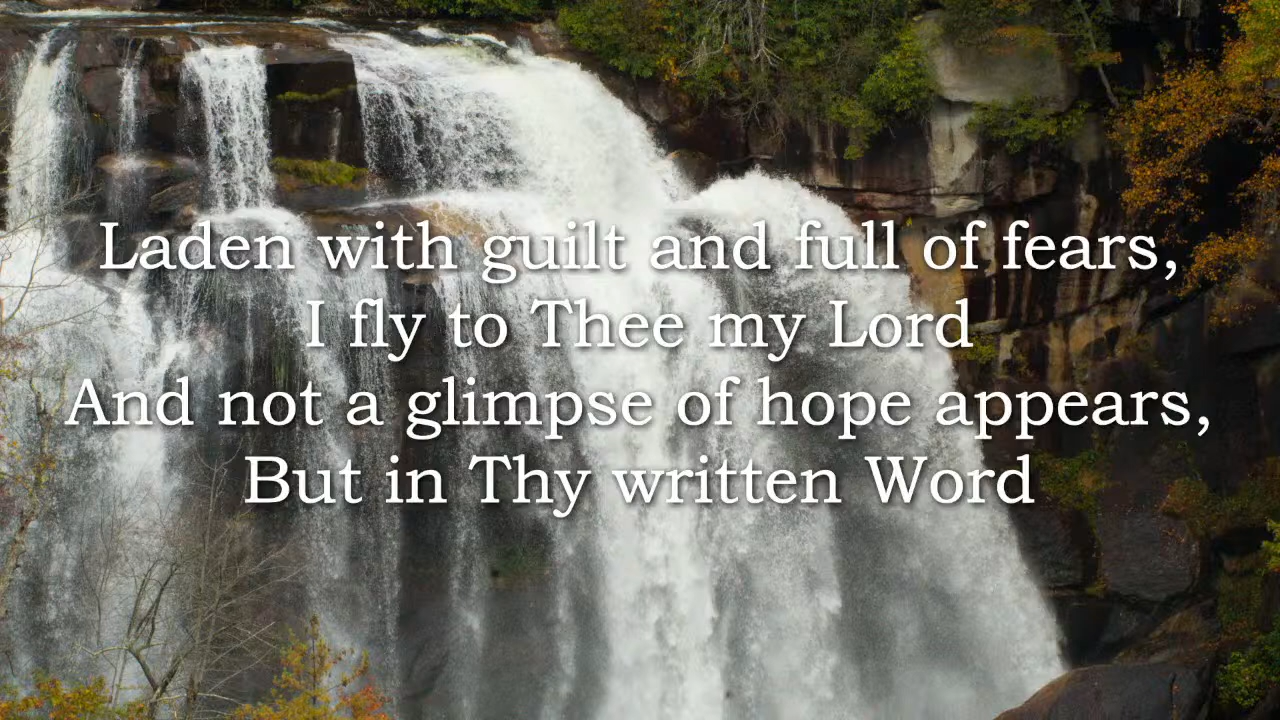 Laden with guilt and full of fears,
I fly to Thee my Lord
And not a glimpse of hope appears,
But in Thy written Word